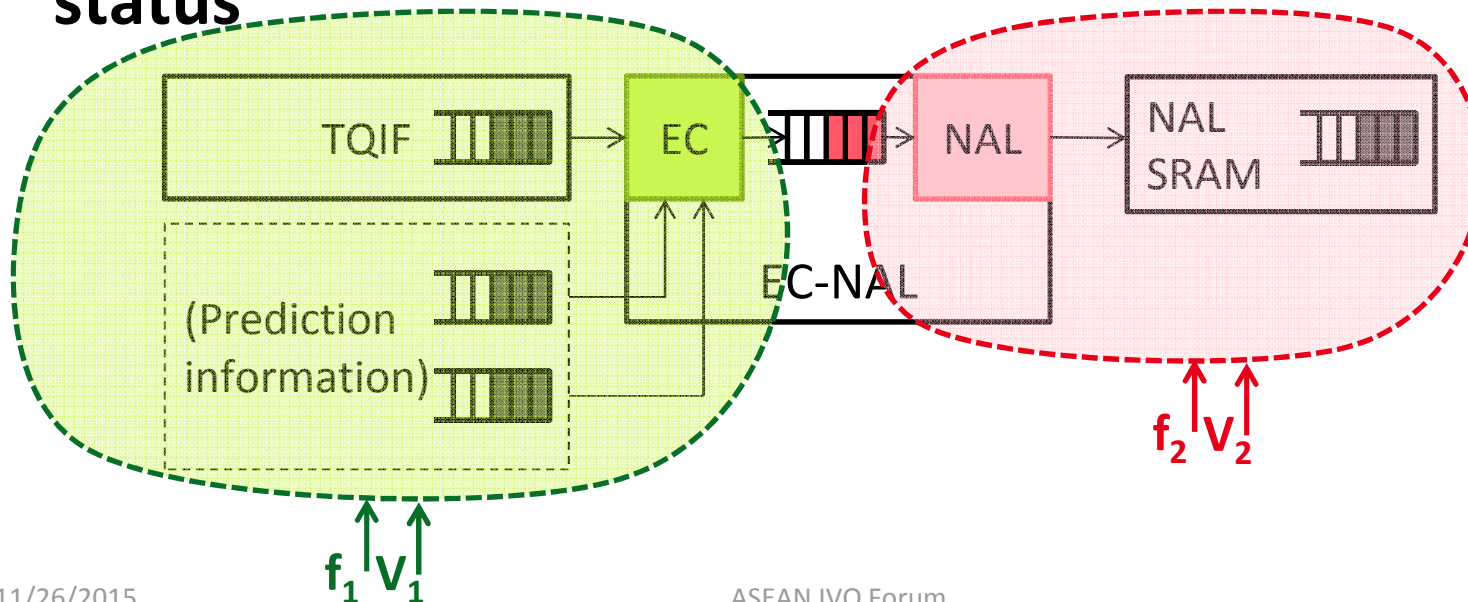 status
TQIF
EC
NAL
NAL
SRAM
EC-NAL
(Prediction
information)
f2 V2
f1 V1
11/26/2015
ASEAN IVO Forum